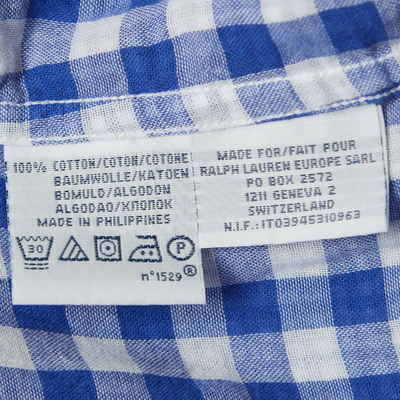 100% COTTON/COTON/COTONE
BAUMWOLLE/KATOEN
BOMULD/ALGODON
ALGODAO/ХЛОПОК
MADE IN PHILIPPINES
30
P
n°1529®
MADE FOR/FAIT POUR
RALPH LAUREN EUROPE SARL
PO BOX 2572
1211 GENEVA 2
SWITZERLAND
N.I.F.: IT03945310963